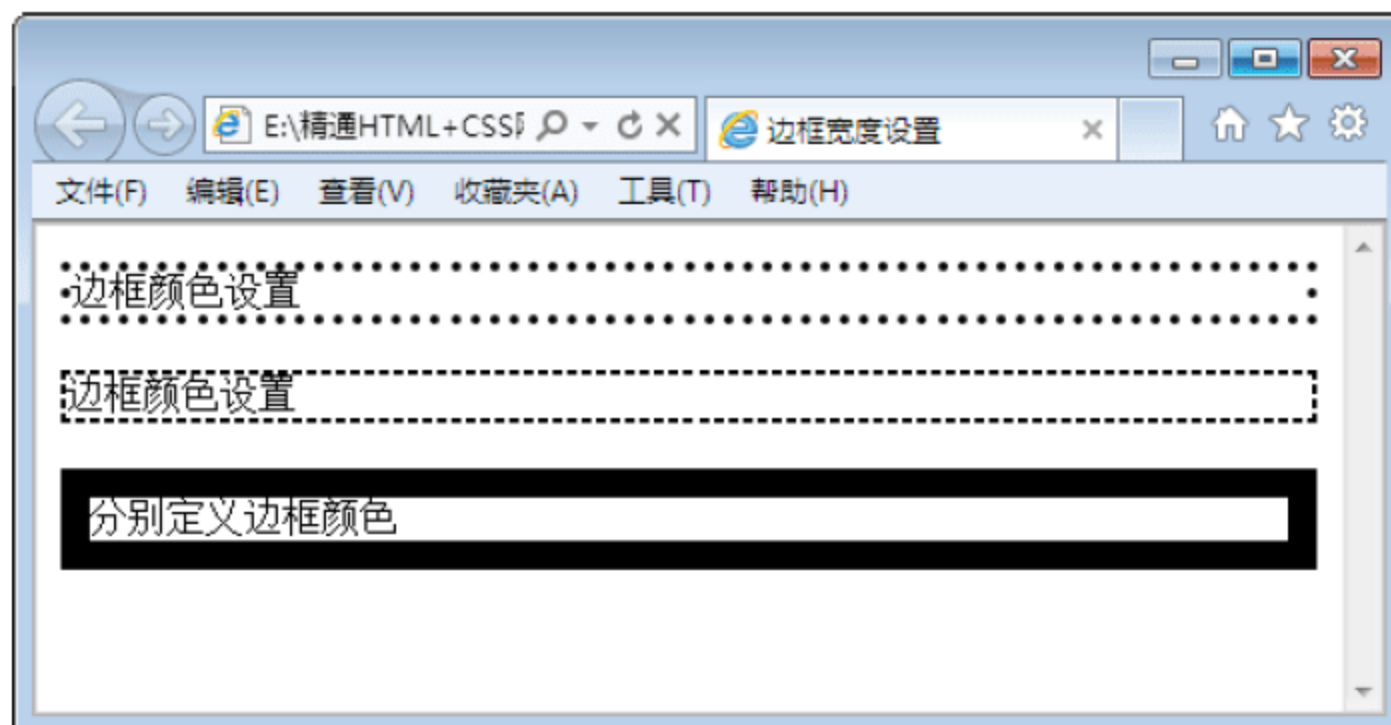 E:\精通HTML+CSS
边框宽度设置
文件(F) 编辑(E) 查看(V) 收藏夹(A) 工具(T) 帮助(H)
边框颜色设置
边框颜色设置
分别定义边框颜色